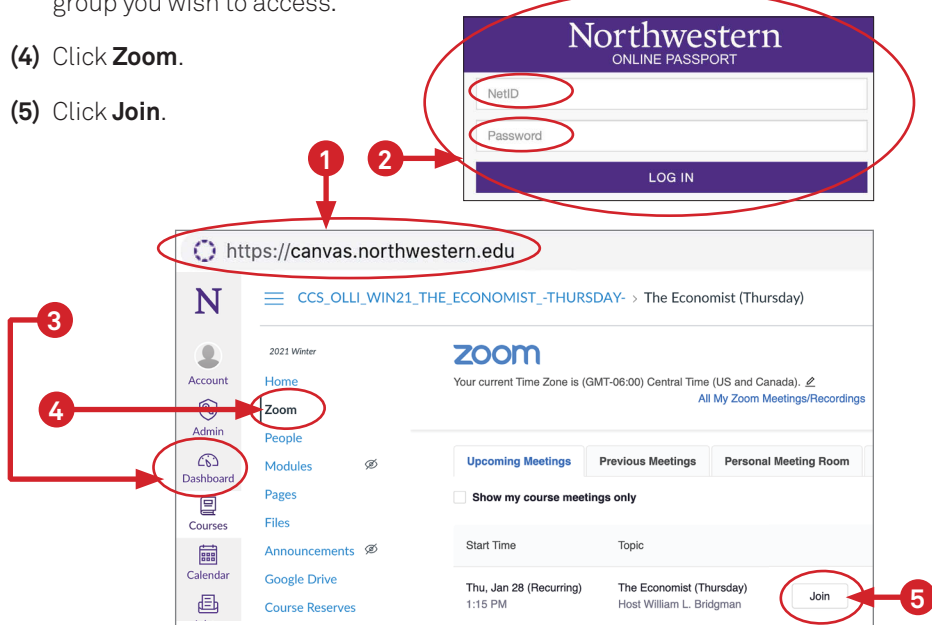 group you wish to access.
(4) Click Zoom.
(5) Click Join.
Northwestern
ONLINE PASSPORT
NetID
Password
LOG IN
1
2
https://canvas.northwestern.edu
N
CCS_OLLI_WIN21_THE_ECONOMIST_-THURSDAY- > The Economist (Thursday)
3
2021 Winter
zoom
Your current Time Zone is (GMT-06:00) Central Time (US and Canada).
All My Zoom Meetings/Recordings
Account
Home
4
Zoom
Admin
People
Dashboard
Modules
Upcoming Meetings Previous Meetings Personal Meeting Room
Pages
Show my course meetings only
Courses
Files
Announcements
Start Time Topic
Calendar
Google Drive
Thu, Jan 28 (Recurring) The Economist (Thursday) Join
1:15 PM Host William L. Bridgman
5
Course Reserves